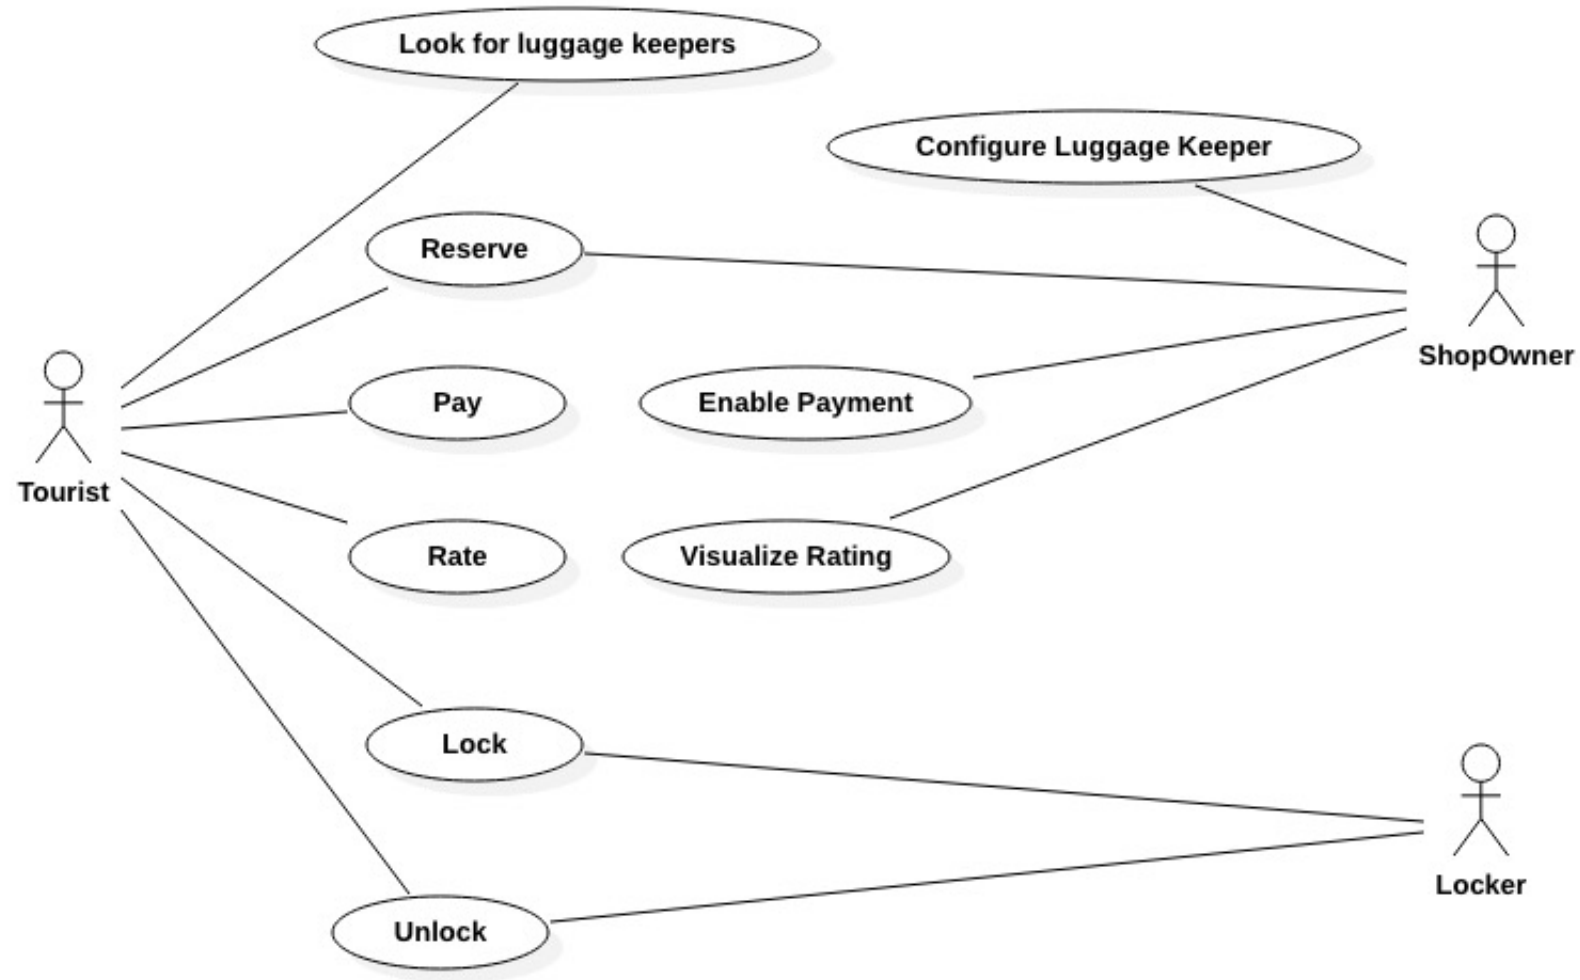 Look for luggage keepers
Configure Luggage Keeper
Reserve
ShopOwner
Pay
Enable Payment
Tourist
Rate
Visualize Rating
Lock
Locker
Unlock